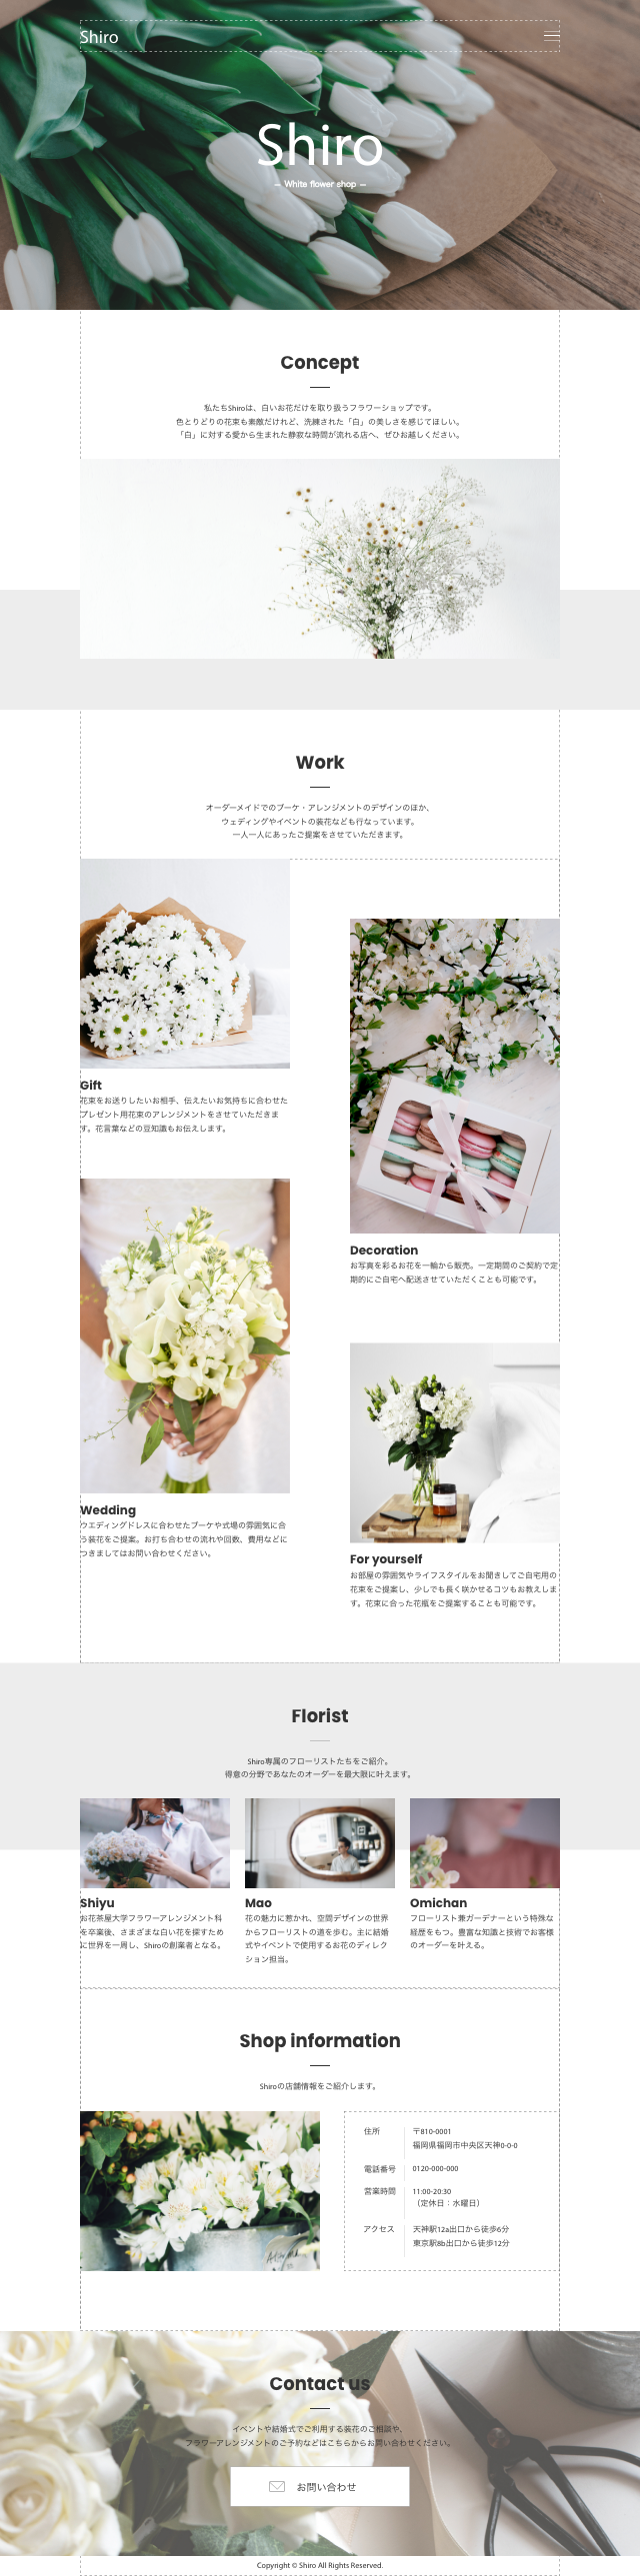 Shiro
Shiro
— White flower shop —
Concept
私たちShiroは、白いお花だけを取り扱うフラワーショップです。
色とりどりの花束も素敵だけれど、洗練された「白」の美しさを感じてほしい。
「白」に対する愛から生まれた静寂な時間が流れる店へ、ぜひお越しください。
Work
オーダーメイドでのブーケ・アレンジメントのデザインのほか、
ウェディングやイベントの装花なども行なっています。
一人一人にあったご提案をさせていただきます。
Gift
花束をお送りしたいお相手、伝えたいお気持ちに合わせた
プレゼント用花束のアレンジメントをさせていただきま
す。花言葉などの豆知識もお伝えします。
Decoration
お写真を彩るお花を一輪から販売。一定期間のご契約で定
期的にご自宅へ配送させていただくことも可能です。
Wedding
ウエディングドレスに合わせたブーケや式場の雰囲気に合
う装花をご提案。お打ち合わせの流れや回数、費用などに
つきましてはお問い合わせください。
For yourself
お部屋の雰囲気やライフスタイルをお聞きしてご自宅用の
花束をご提案し、少しでも長く咲かせるコツもお教えしま
す。花束に合った花瓶をご提案することも可能です。
Florist
Shiro専属のフローリストたちをご紹介。
得意の分野であなたのオーダーを最大限に叶えます。
Shiyu
お花茶屋大学フラワーアレンジメント科
を卒業後、さまざまな白い花を探すため
に世界を一周し、Shiroの創業者となる。
Mao
花の魅力に惹かれ、空間デザインの世界
からフローリストの道を歩む。主に結婚
式やイベントで使用するお花のディレク
ション担当。
Omichan
フローリスト兼ガーデナーという特殊な
経歴をもつ。豊富な知識と技術でお客様
のオーダーを叶える。
Shop information
Shiroの店舗情報をご紹介します。
住所
〒810-0001
福岡県福岡市中央区天神0-0-0
電話番号
0120-000-000
営業時間
11:00-20:30
（定休日：水曜日）
アクセス
天神駅12a出口から徒歩6分
東京駅8b出口から徒歩12分
Contact us
イベントや結婚式でご利用する装花のご相談や、
フラワーアレンジメントのご予約などはこちらからお問い合わせください。
お問い合わせ
Copyright © Shiro All Rights Reserved.